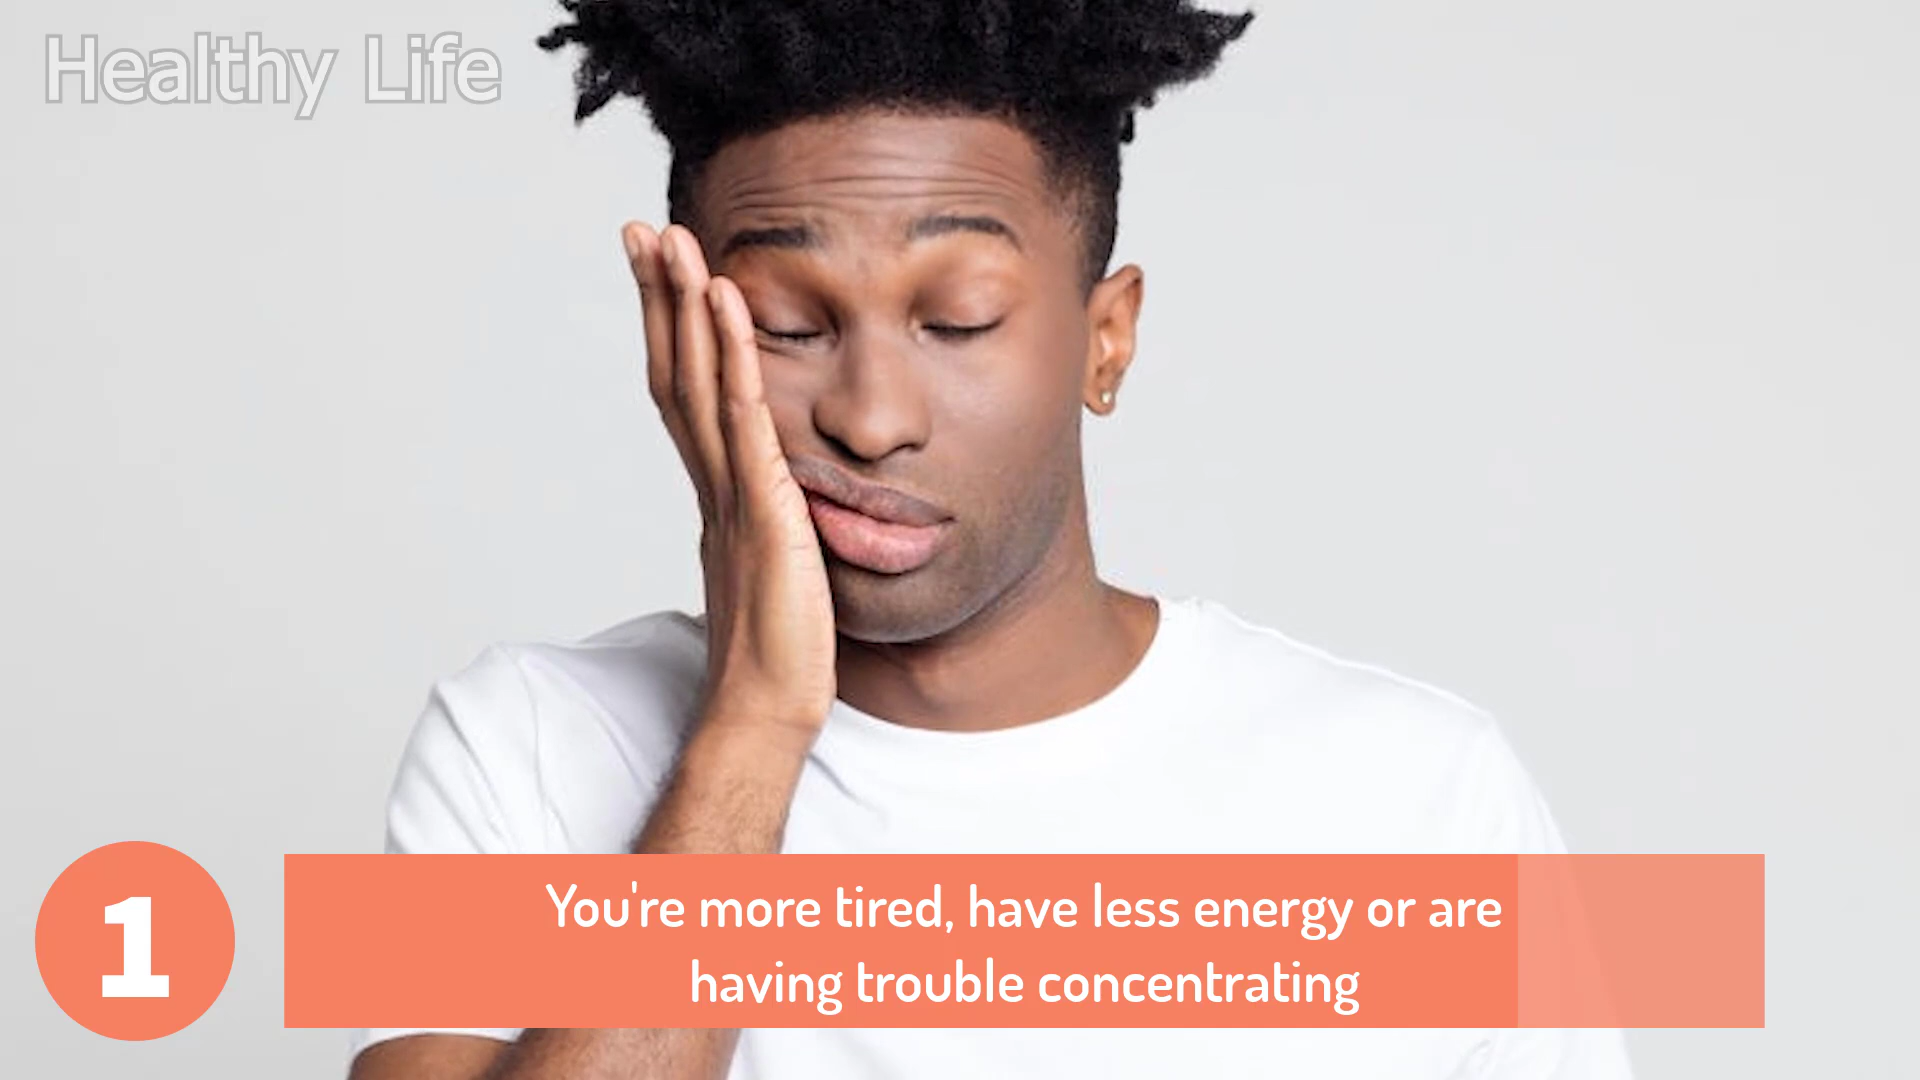 Healthy Life
1
You're more tired, have less energy or are
having trouble concentrating